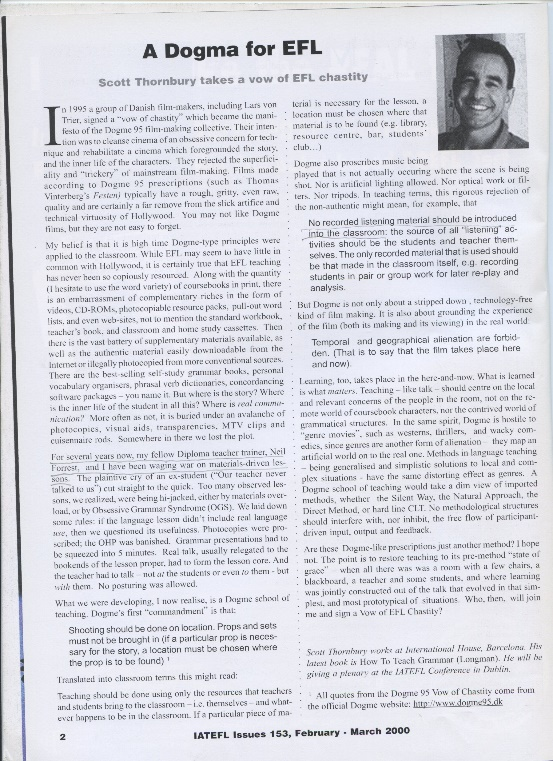 A Dogma for EFL
Scott Thornbury takes a vow of EFL chastity
In 1995 a group of Danish film-makers, including Lars von
Trier, signed a "vow of chastity" which became the mani-
festo of the Dogme 95 film-making collective. Their inten-
tion was to cleanse cinema of an obsessive concern for tech-
nique and rehabilitate a cinema which foregrounded the story,
and the inner life of the characters. They rejected the superfici-
ality and "trickery" of mainstream film-making. Films made
according to Dogme 95 prescriptions (such as Thomas
Vinterberg's Festen) typically have a rough, gritty, even raw,
quality and are certainly a far remove from the slick artifice and
technical virtuosity of Hollywood. You may not like Dogme
films, but they are not easy to forget.
My belief is that it is high time Dogme-type principles were
applied to the classroom. While EFL may seem to have little in
common with Hollywood, it is certainly true that EFL teaching
has never been so copiously resourced. Along with the quantity
(I hesitate to use the word variety) of coursebooks in print, there
is an embarrassment of complementary riches in the form of
videos, CD-ROMs, photocopiable resource packs, pull-out word
lists, and even web-sites, not to mention the standard workbook,
teacher's book, and classroom and home study cassettes. Then
there is the vast battery of supplementary materials available, as
well as the authentic material easily downloadable from the
Internet or illegally photocopied from more conventional sources.
There are the best-selling self-study grammar books, personal
vocabulary organisers, phrasal verb dictionaries, concordancing
software packages – you name it. But where is the story? Where
is the inner life of the student in all this? Where is real commu-
nication? More often as not, it is buried under an avalanche of
photocopies, visual aids, transparencies, MTV clips and
cuisennaire rods. Somewhere in there we lost the plot.
For several years now, my fellow Diploma teacher trainer, Neil
Forrest, and I have been waging war on materials-driven les-
sons. The plaintive cry of an ex-student ("Our teacher never
talked to us") cut straight to the quick. Too many observed les-
sons, we realized, were being hi-jacked, either by materials over-
load, or by Obsessive Grammar Syndrome (OGS). We laid down
some rules: if the language lesson didn't include real language
use, then we questioned its usefulness. Photocopies were pro-
scribed; the OHP was banished. Grammar presentations had to
be squeezed into 5 minutes. Real talk, usually relegated to the
bookends of the lesson proper, had to form the lesson core. And
the teacher had to talk – not at the students or even to them - but
with them. No posturing was allowed.
What we were developing, I now realise, is a Dogme school of
teaching. Dogme's first "commandment" is that:
Shooting should be done on location. Props and sets
must not be brought in (if a particular prop is neces-
sary for the story, a location must be chosen where
the prop is to be found) 1
Translated into classroom terms this might read:
Teaching should be done using only the resources that teachers
and students bring to the classroom – i.e. themselves – and what-
ever happens to be in the classroom. If a particular piece of ma-
terial is necessary for the lesson, a
location must be chosen where that
material is to be found (e.g. library,
resource centre, bar, students'
club…)
Dogme also proscribes music being
played that is not actually occuring where the scene is being
shot. Nor is artificial lighting allowed. Nor optical work or fil-
ters. Nor tripods. In teaching terms, this rigorous rejection of
the non-authentic might mean, for example, that
No recorded listening material should be introduced
into the classroom: the source of all "listening" ac-
tivities should be the students and teacher them-
selves. The only recorded material that is used should
be that made in the classroom itself, e.g. recording
students in pair or group work for later re-play and
analysis.
But Dogme is not only about a stripped down , technology-free
kind of film making. It is also about grounding the experience
of the film (both its making and its viewing) in the real world:
Temporal and geographical alienation are forbid-
den. (That is to say that the film takes place here
and now).
Learning, too, takes place in the here-and-now. What is learned
is what matters. Teaching – like talk – should centre on the local
and relevant concerns of the people in the room, not on the re-
mote world of coursebook characters, nor the contrived world of
grammatical structures. In the same spirit, Dogme is hostile to
"genre movies", such as westerns, thrillers, and wacky com-
edies, since genres are another form of alienation – they map an
artificial world on to the real one. Methods in language teaching
– being generalised and simplistic solutions to local and com-
plex situations - have the same distorting effect as genres. A
Dogme school of teaching would take a dim view of imported
methods, whether the Silent Way, the Natural Approach, the
Direct Method, or hard line CLT. No methodological structures
should interfere with, nor inhibit, the free flow of participant-
driven input, output and feedback.
Are these Dogme-like prescriptions just another method? I hope
not. The point is to restore teaching to its pre-method "state of
grace" – when all there was was a room with a few chairs, a
blackboard, a teacher and some students, and where learning
was jointly constructed out of the talk that evolved in that sim-
plest, and most prototypical of situations. Who, then, will join
me and sign a Vow of EFL Chastity?
Scott Thornbury works at International House, Barcelona. His
latest book is How To Teach Grammar (Longman). He will be
giving a plenary at the IATEFL Conference in Dublin.
1 All quotes from the Dogme 95 Vow of Chastity come from
the official Dogme website: http://www.dogme95.dk
2
IATEFL Issues 153, February - March 2000